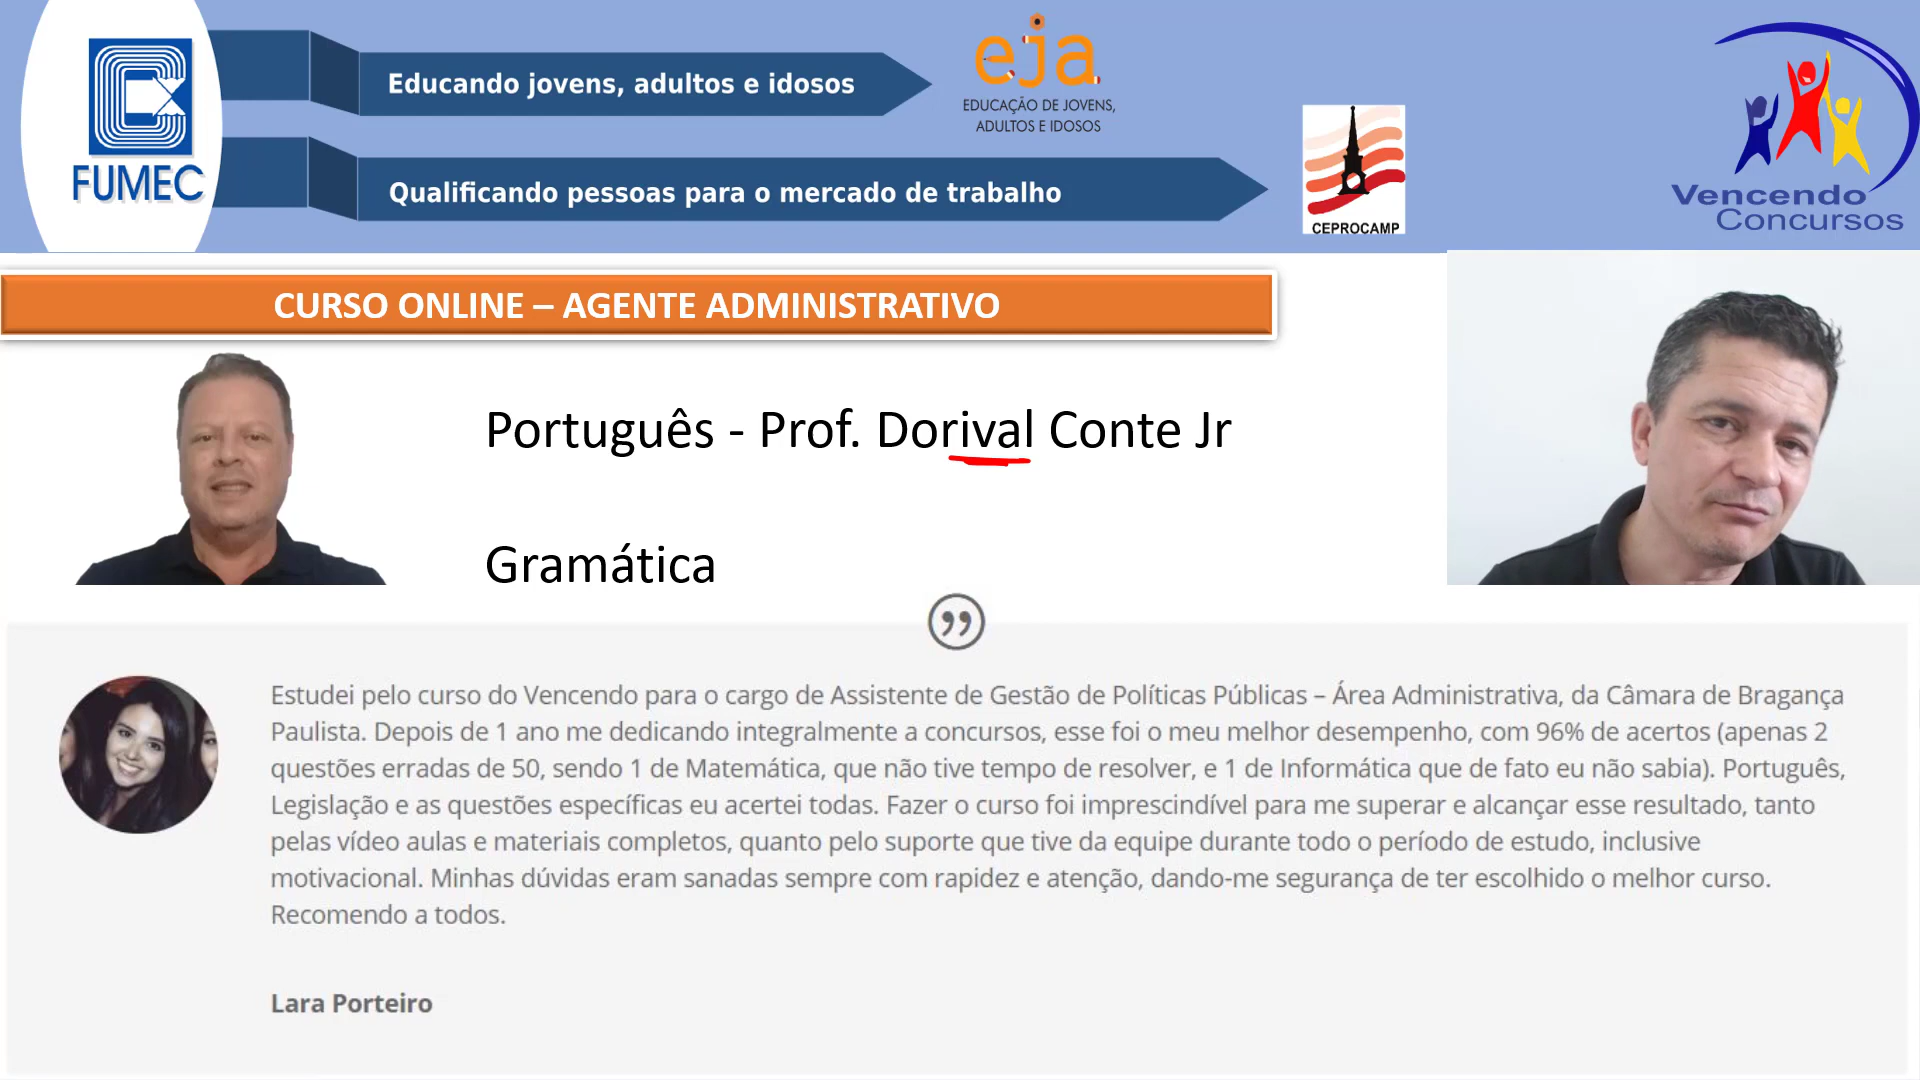 FUMEC
Educando jovens, adultos e idosos
eja
EDUCAÇÃO DE JOVENS,
ADULTOS E IDOSOS
Qualificando pessoas para o mercado de trabalho
CEPROCAMP
Vencendo
Concursos
CURSO ONLINE – AGENTE ADMINISTRATIVO
Português - Prof. Dorival Conte Jr
Gramática
Estudei pelo curso do Vencendo para o cargo de Assistente de Gestão de Políticas Públicas – Área Administrativa, da Câmara de Bragança
Paulista. Depois de 1 ano me dedicando integralmente a concursos, esse foi o meu melhor desempenho, com 96% de acertos (apenas 2
questões erradas de 50, sendo 1 de Matemática, que não tive tempo de resolver, e 1 de Informática que de fato eu não sabia). Português,
Legislação e as questões específicas eu acertei todas. Fazer o curso foi imprescindível para me superar e alcançar esse resultado, tanto
pelas vídeo aulas e materiais completos, quanto pelo suporte que tive da equipe durante todo o período de estudo, inclusive
motivacional. Minhas dúvidas eram sanadas sempre com rapidez e atenção, dando-me segurança de ter escolhido o melhor curso.
Recomendo a todos.
Lara Porteiro